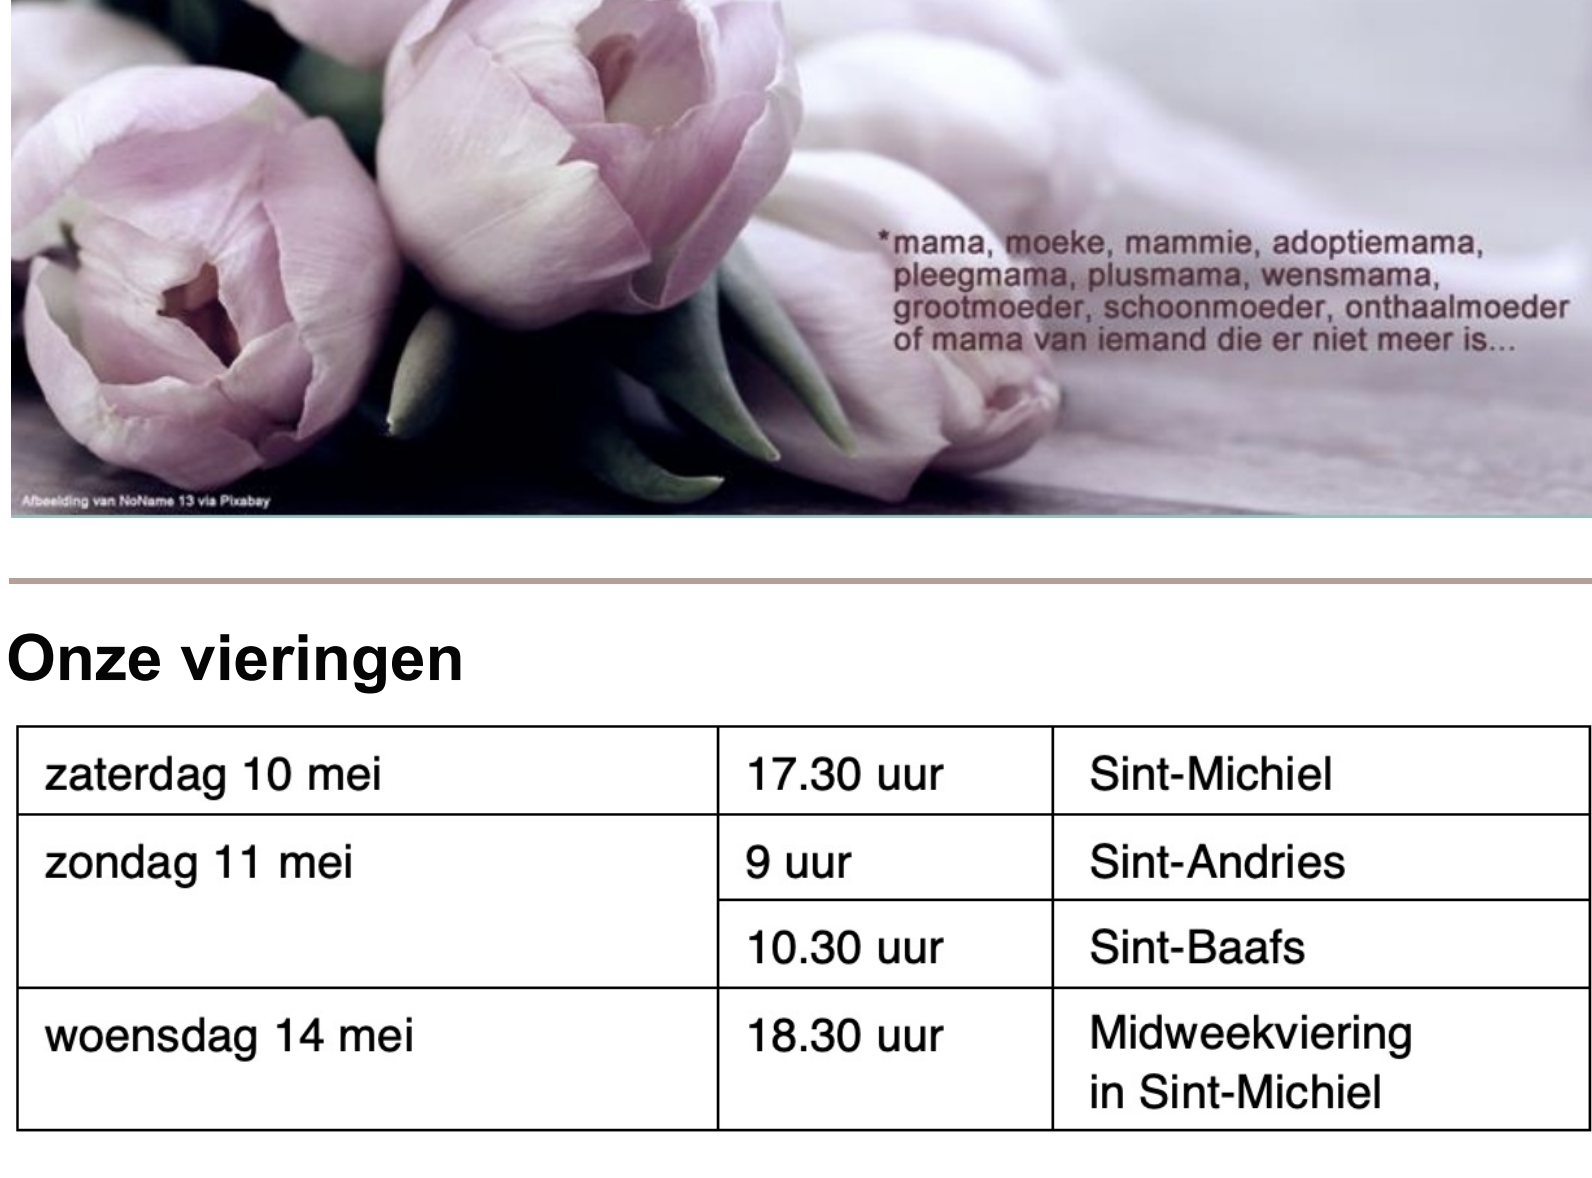 *mama, moeke, mammie, adoptiemama,
pleegmama, plusmama, wensmama,
grootmoeder, schoonmoeder, onthaalmoeder
of mama van iemand die er niet meer is...
Afbeelding van NoName 13 via Pixabay
Onze vieringen
zaterdag 10 mei 17.30 uur Sint-Michiel
zondag 11 mei 9 uur Sint-Andries
10.30 uur Sint-Baafs
woensdag 14 mei 18.30 uur Midweekviering
in Sint-Michiel